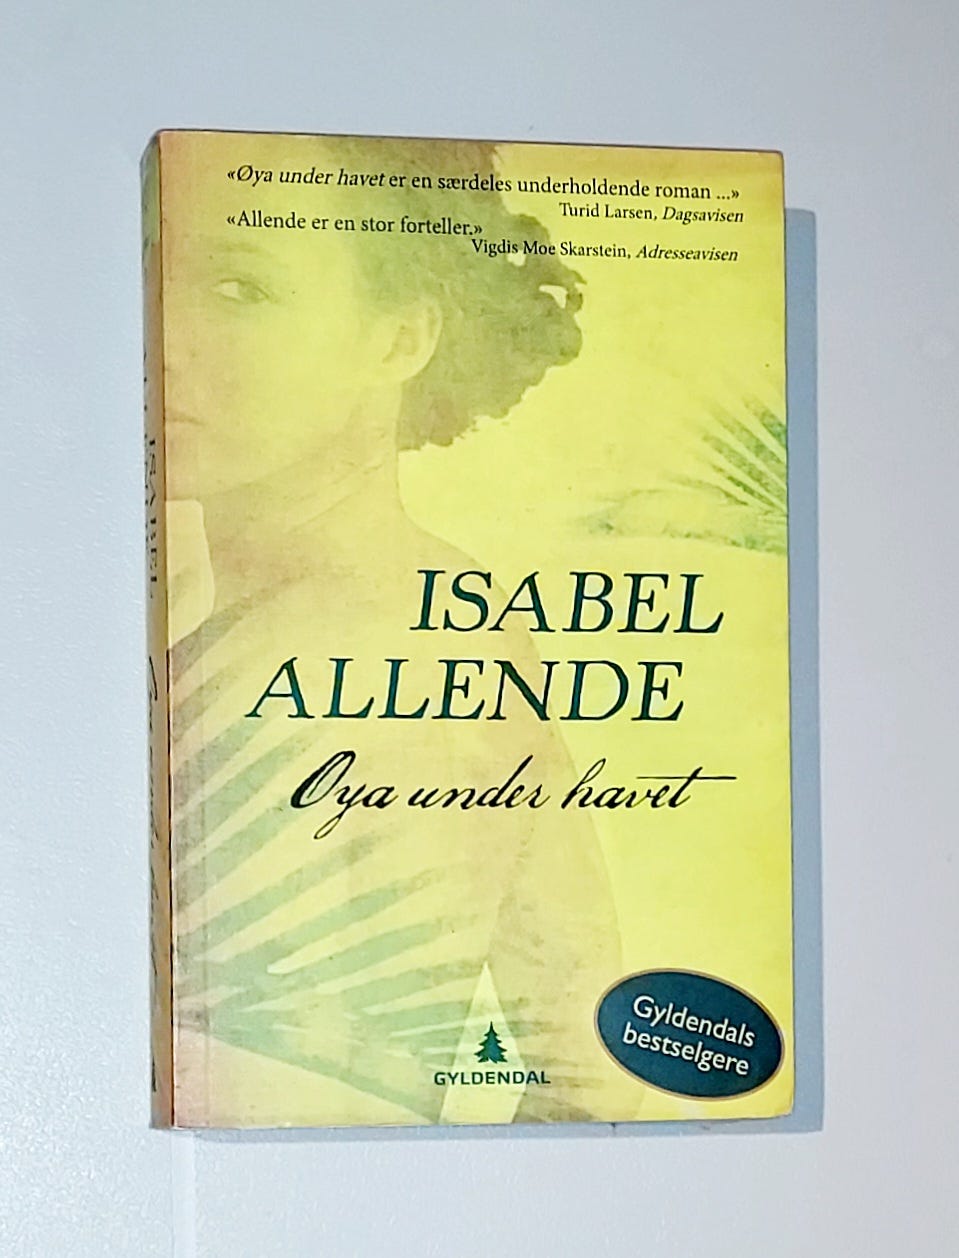 «Øya under havet er en særdeles underholdende roman ...»
Turid Larsen, Dagsavisen
«Allende er en stor forteller.»
Vigdis Moe Skarstein, Adresseavisen
ISABEL
ALLENDE
Øya under havet
Gyldendals
bestselgere
GYLDENDAL
ISABEL